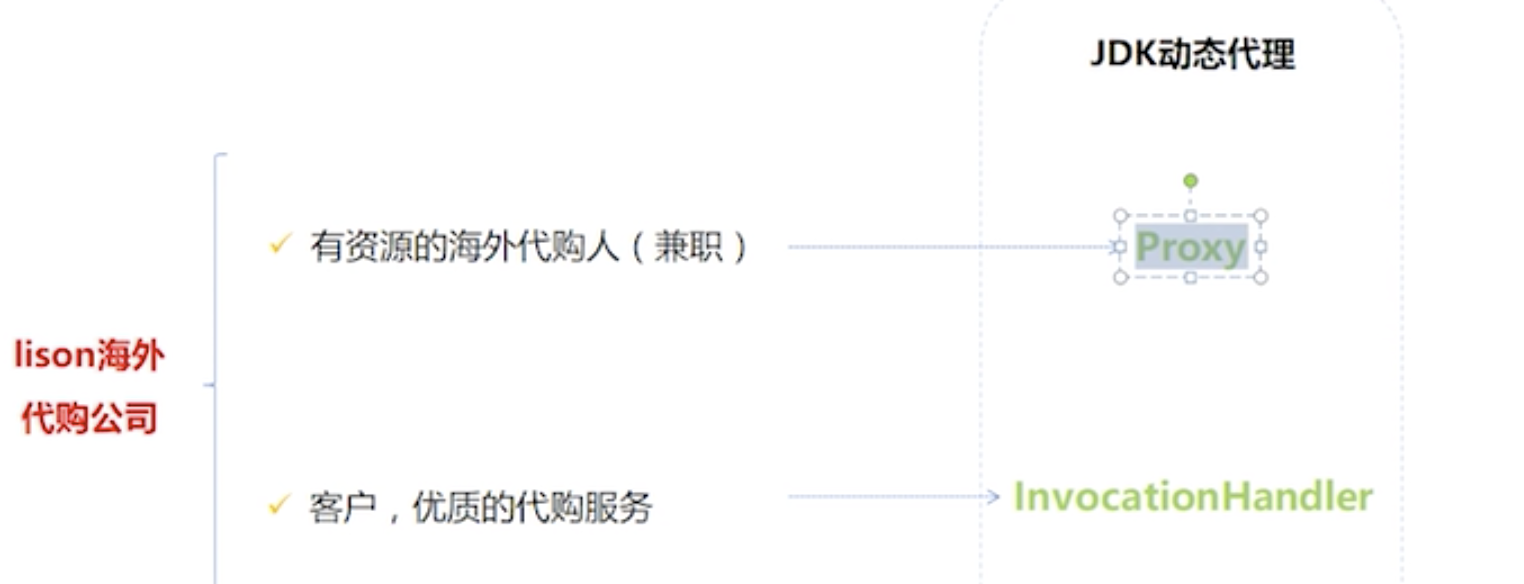 JDK动态代理
有资源的海外代购人（兼职）
Proxy
lison海外
代购公司
客户，优质的代购服务
InvocationHandler